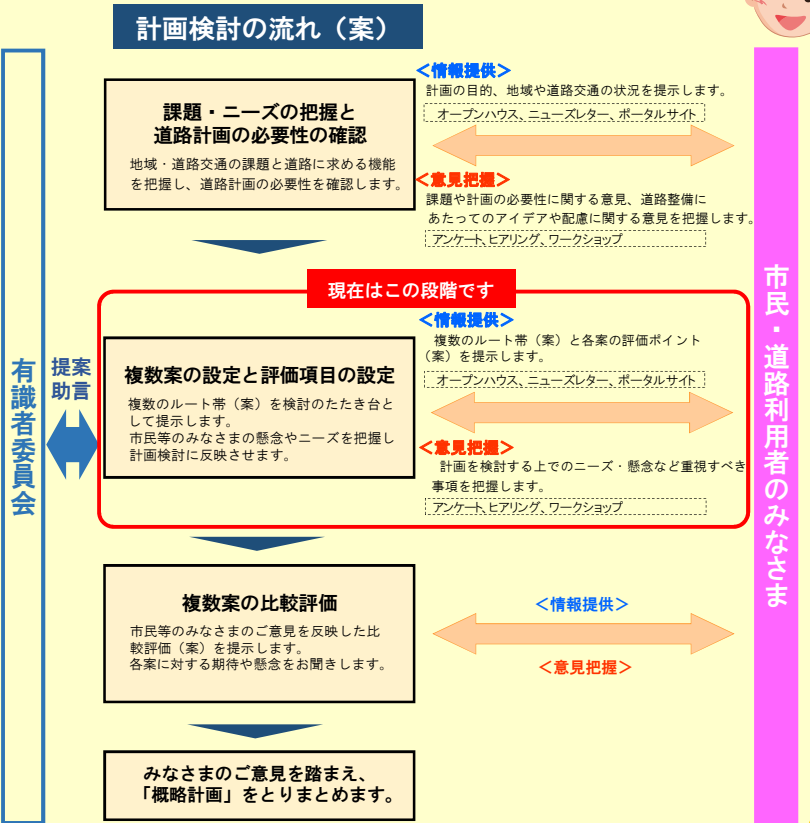 計画検討の流れ（案）
有識者委員会
提案
助言
市民・道路利用者のみなさま
課題・ニーズの把握と
道路計画の必要性の確認
地域・道路交通の課題と道路に求める機能
を把握し、道路計画の必要性を確認します。
＜情報提供＞
計画の目的、地域や道路交通の状況を提示します。
オープンハウス、ニューズレター、ポータルサイト
＜意見把握＞
課題や計画の必要性に関する意見、道路整備に
あたってのアイデアや配慮に関する意見を把握します。
アンケート、ヒアリング、ワークショップ
現在はこの段階です
複数案の設定と評価項目の設定
複数のルート帯（案）を検討のたたき台と
して提示します。
市民等のみなさまの懸念やニーズを把握し
計画検討に反映させます。
＜情報提供＞
複数のルート帯（案）と各案の評価ポイント
（案）を提示します。
オープンハウス、ニューズレター、ポータルサイト
＜意見把握＞
計画を検討する上でのニーズ・懸念など重視すべき
事項を把握します。
アンケート、ヒアリング、ワークショップ
複数案の比較評価
市民等のみなさまのご意見を反映した比
較評価（案）を提示します。
各案に対する期待や懸念をお聞きします。
＜情報提供＞
＜意見把握＞
みなさまのご意見を踏まえ、
「概略計画」をとりまとめます。